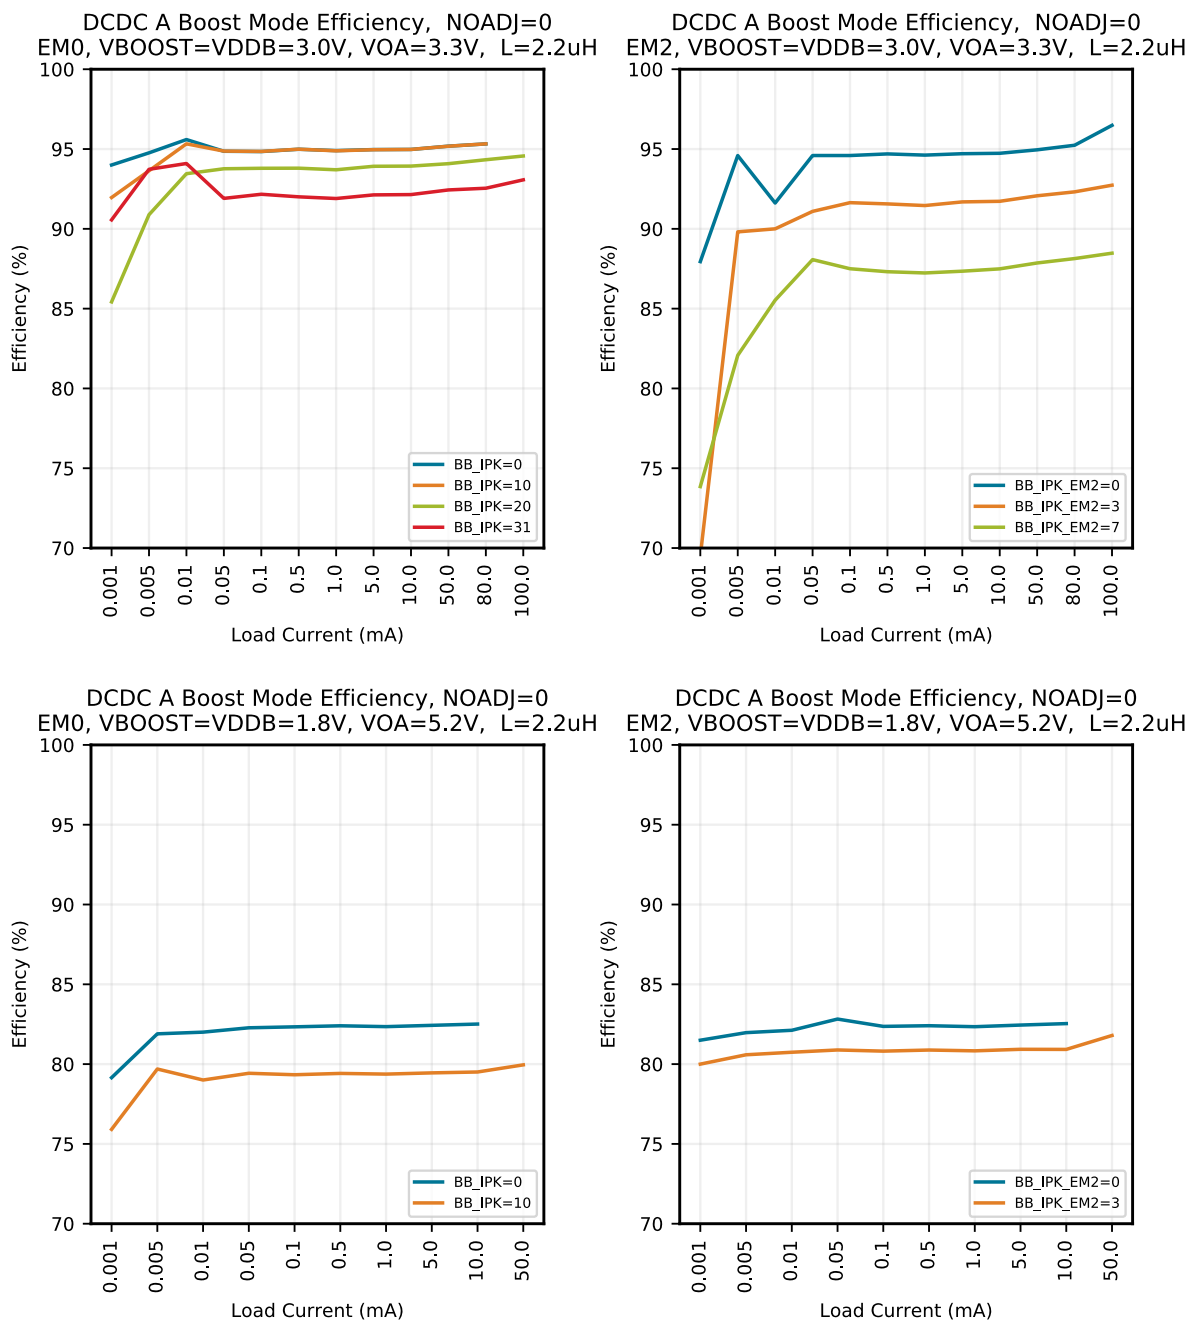 DCDC A Boost Mode Efficiency,  NOADJ=0
EM0, VBOOST=VDDB=3.0V, VOA=3.3V,  L=2.2uH
100
95
90
85
80
75
70
Efficiency (%)
BB_IPK=0
BB_IPK=10
BB_IPK=20
BB_IPK=31
0.001
0.005
0.01
0.05
0.1
0.5
1.0
5.0
10.0
50.0
80.0
100.0
Load Current (mA)
DCDC A Boost Mode Efficiency,  NOADJ=0
EM2, VBOOST=VDDB=3.0V, VOA=3.3V,  L=2.2uH
100
95
90
85
80
75
70
Efficiency (%)
BB_IPK_EM2=0
BB_IPK_EM2=3
BB_IPK_EM2=7
0.001
0.005
0.01
0.05
0.1
0.5
1.0
5.0
10.0
50.0
80.0
100.0
Load Current (mA)
DCDC A Boost Mode Efficiency, NOADJ=0
EM0, VBOOST=VDDB=1.8V, VOA=5.2V,  L=2.2uH
100
95
90
85
80
75
70
Efficiency (%)
BB_IPK=0
BB_IPK=10
0.001
0.005
0.01
0.05
0.1
0.5
1.0
5.0
10.0
50.0
Load Current (mA)
DCDC A Boost Mode Efficiency, NOADJ=0
EM2, VBOOST=VDDB=1.8V, VOA=5.2V,  L=2.2uH
100
95
90
85
80
75
70
Efficiency (%)
BB_IPK_EM2=0
BB_IPK_EM2=3
0.001
0.005
0.01
0.05
0.1
0.5
1.0
5.0
10.0
50.0
Load Current (mA)